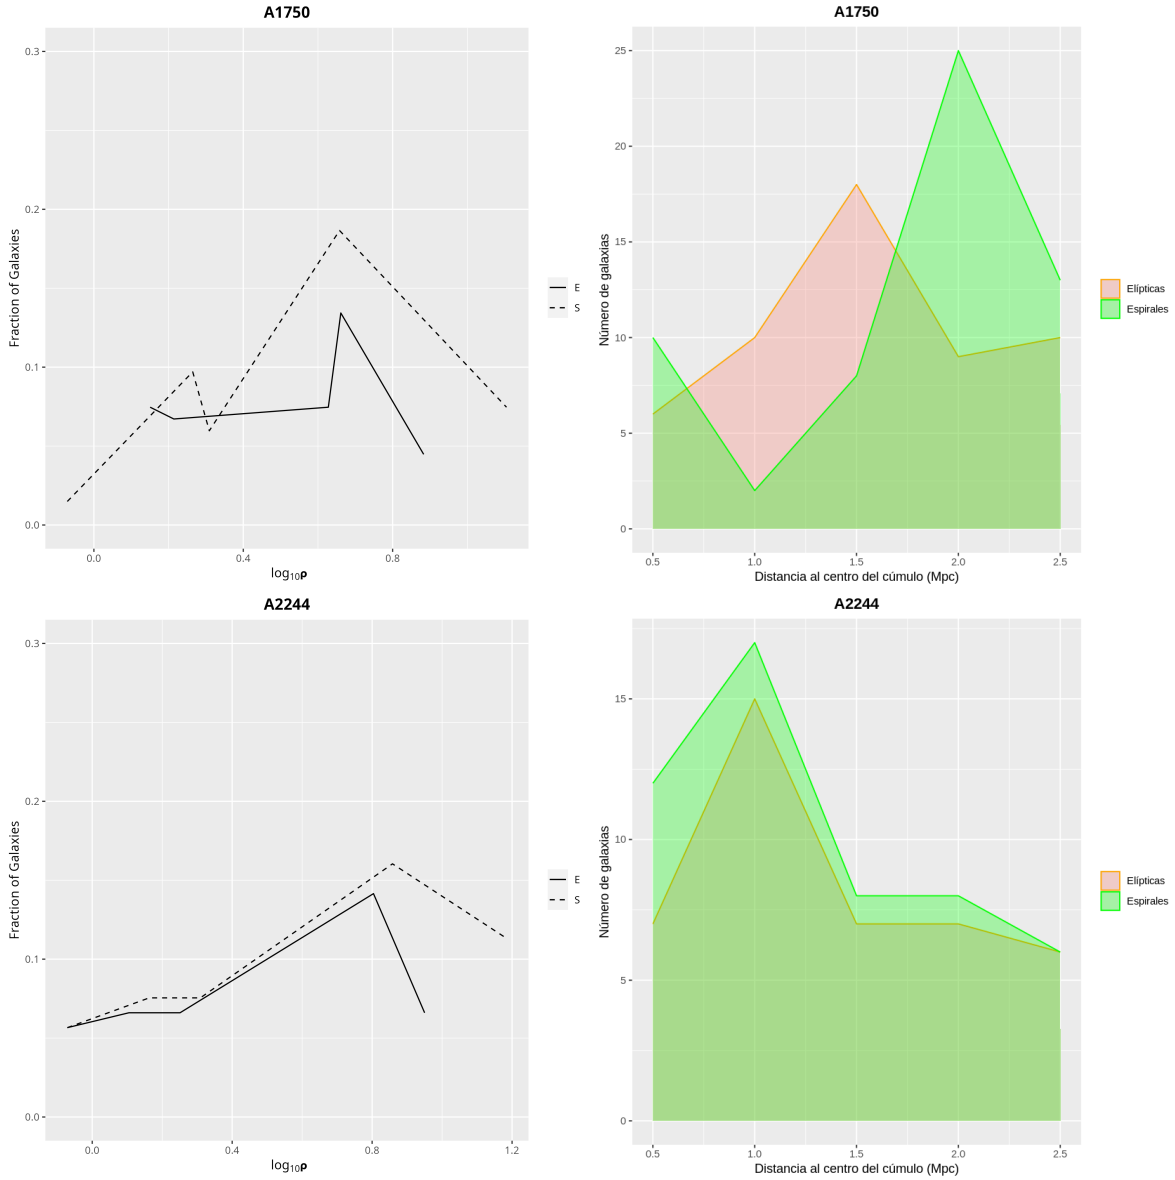 A1750
0.3
0.2
0.1
0.0
Fraction of Galaxies
0.0 0.4 0.8
log₁₀ρ
E
S
A1750
25
20
15
10
5
0
Número de galaxias
0.5 1.0 1.5 2.0 2.5
Distancia al centro del cúmulo (Mpc)
Elípticas
Espirales
A2244
0.3
0.2
0.1
0.0
Fraction of Galaxies
0.0 0.4 0.8 1.2
log₁₀ρ
E
S
A2244
15
10
5
0
Número de galaxias
0.5 1.0 1.5 2.0 2.5
Distancia al centro del cúmulo (Mpc)
Elípticas
Espirales